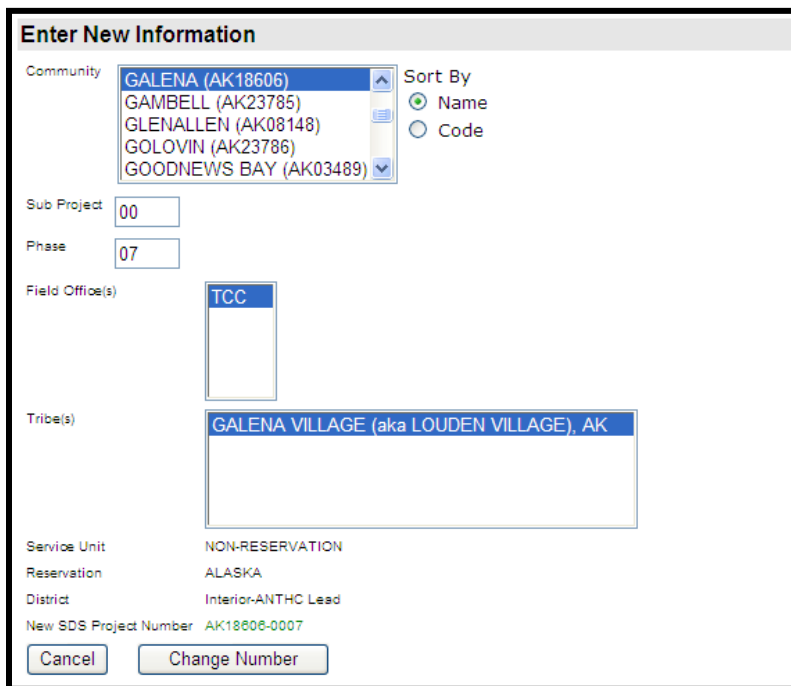 Enter New Information
Community
GALENA (AK18606)
GAMBELL (AK23785)
GLENALLEN (AK08148)
GOLOVIN (AK23786)
GOODNEWS BAY (AK03489)
Sort By
Name
Code
Sub Project 00
Phase 07
Field Office(s) TCC
Tribe(s) GALENA VILLAGE (aka LOUDEN VILLAGE), AK
Service Unit NON-RESERVATION
Reservation ALASKA
District Interior-ANTHC Lead
New SDS Project Number AK18606-0007
Cancel Change Number